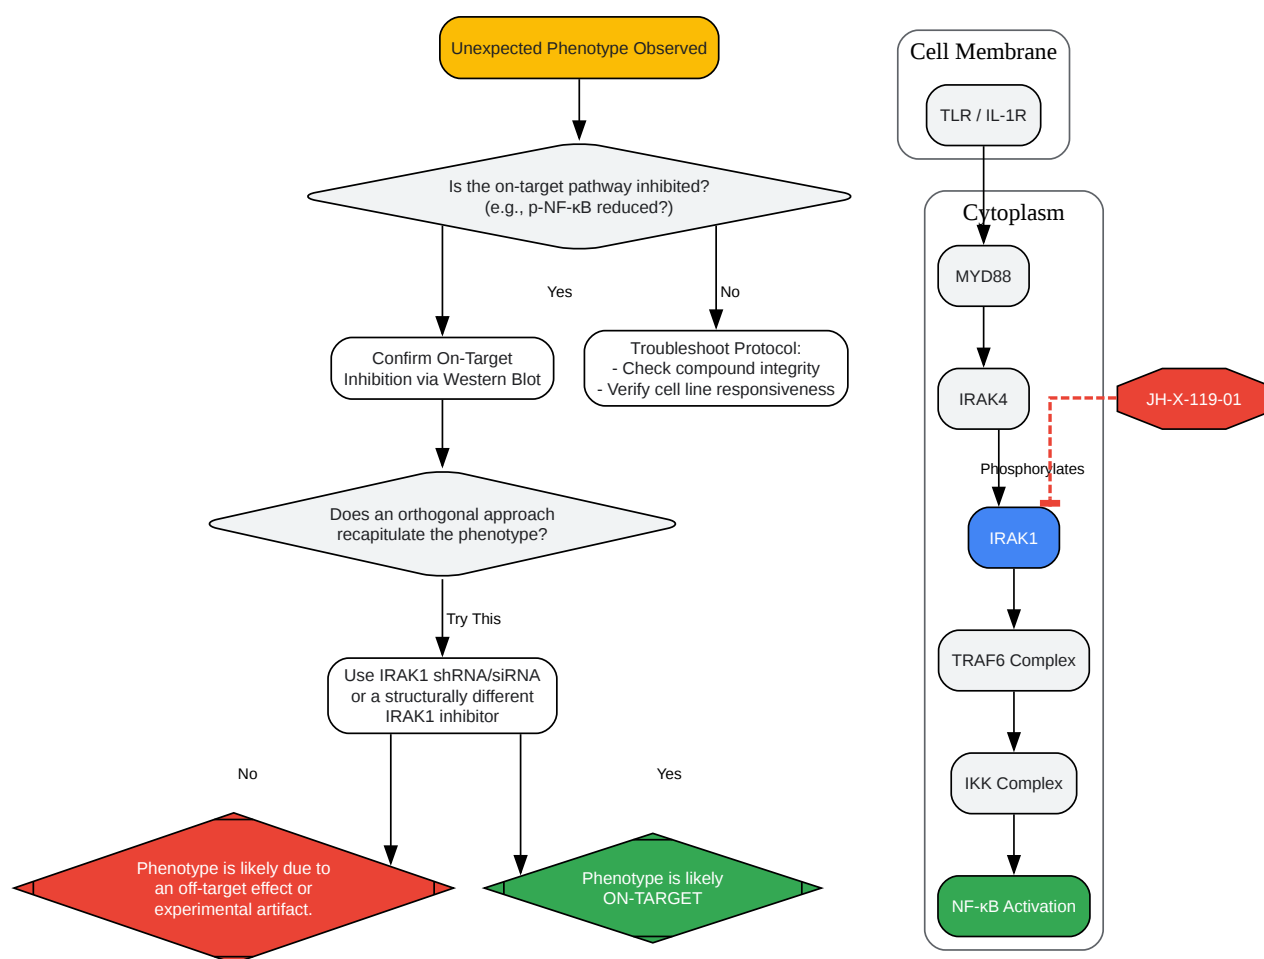 Unexpected Phenotype Observed
Is the on-target pathway inhibited?
(e.g., p-NF-κB reduced?)
Yes
No
Confirm On-Target
Inhibition via Western Blot
Troubleshoot Protocol:
- Check compound integrity
- Verify cell line responsiveness
Does an orthogonal approach
recapitulate the phenotype?
Try This
Use IRAK1 shRNA/siRNA
or a structurally different
IRAK1 inhibitor
No
Yes
Phenotype is likely due to
an off-target effect or
experimental artifact.
Phenotype is likely
ON-TARGET
Cell Membrane
TLR / IL-1R
Cytoplasm
MYD88
IRAK4
JH-X-119-01
Phosphorylates
IRAK1
TRAF6 Complex
IKK Complex
NF-κB Activation